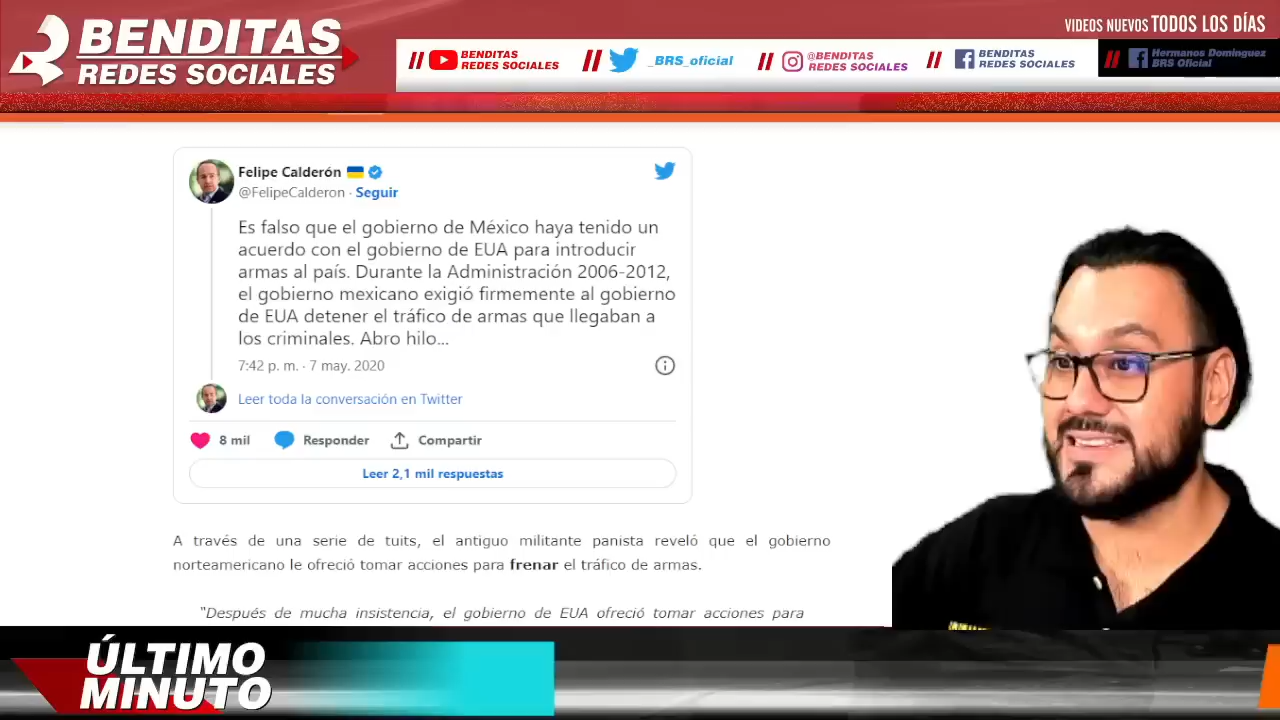 BENDITAS
REDES SOCIALES
VIDEOS NUEVOS TODOS LOS DÍAS
// BENDITAS REDES SOCIALES
// _BRS_oficial
// @BENDITAS REDES SOCIALES
// BENDITAS REDES SOCIALES
// Hermanos Domínguez BRS Oficial
Felipe Calderón
@FelipeCalderon · Seguir
Es falso que el gobierno de México haya tenido un
acuerdo con el gobierno de EUA para introducir
armas al país. Durante la Administración 2006-2012,
el gobierno mexicano exigió firmemente al gobierno
de EUA detener el tráfico de armas que llegaban a
los criminales. Abro hilo...
7:42 p. m. · 7 may. 2020
Leer toda la conversación en Twitter
8 mil Responder Compartir
Leer 2,1 mil respuestas
A través de una serie de tuits, el antiguo militante panista reveló que el gobierno
norteamericano le ofreció tomar acciones para frenar el tráfico de armas.
"Después de mucha insistencia, el gobierno de EUA ofreció tomar acciones para
ÚLTIMO
MINUTO